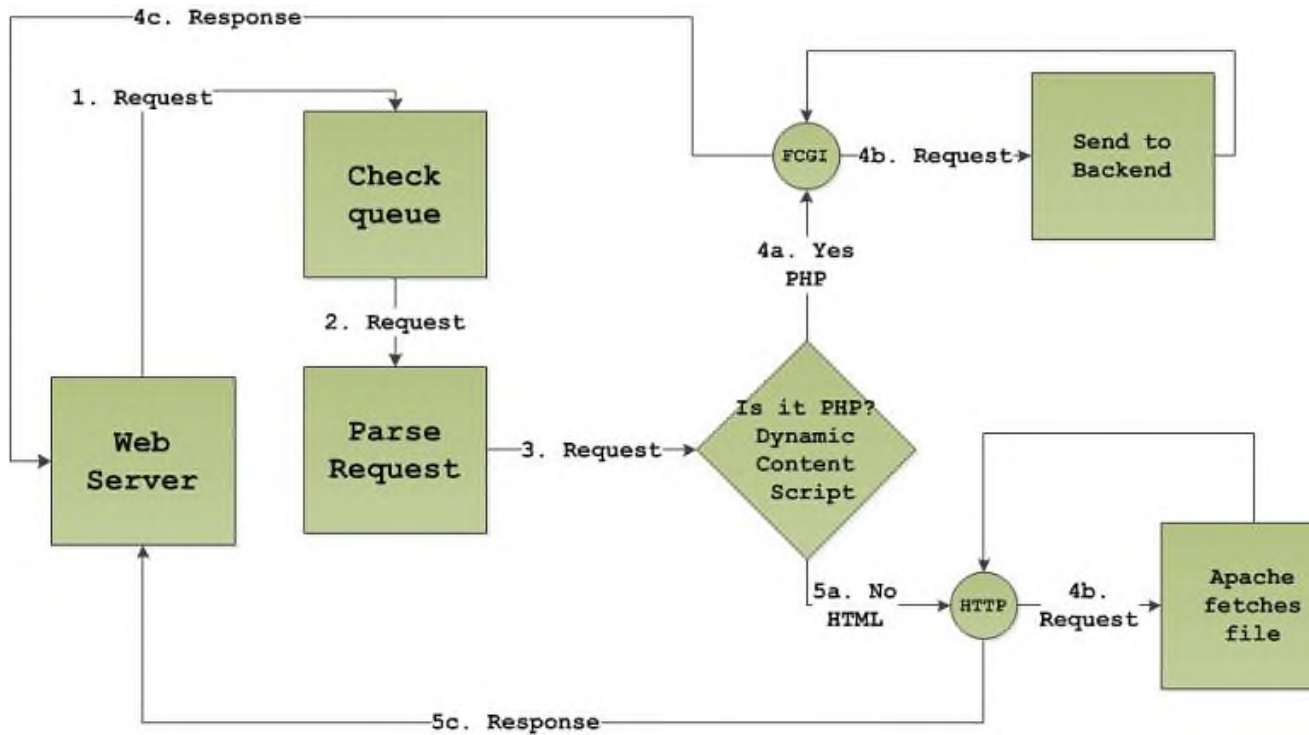 4c. Response
1. Request
Check
queue
2. Request
Web
Server
Parse
Request
3. Request
Is it PHP?
Dynamic
Content
Script
4a. Yes
PHP
FCGI
4b. Request
Send to
Backend
5a. No
HTML
HTTP
4b.
Request
Apache
fetches
file
5c. Response